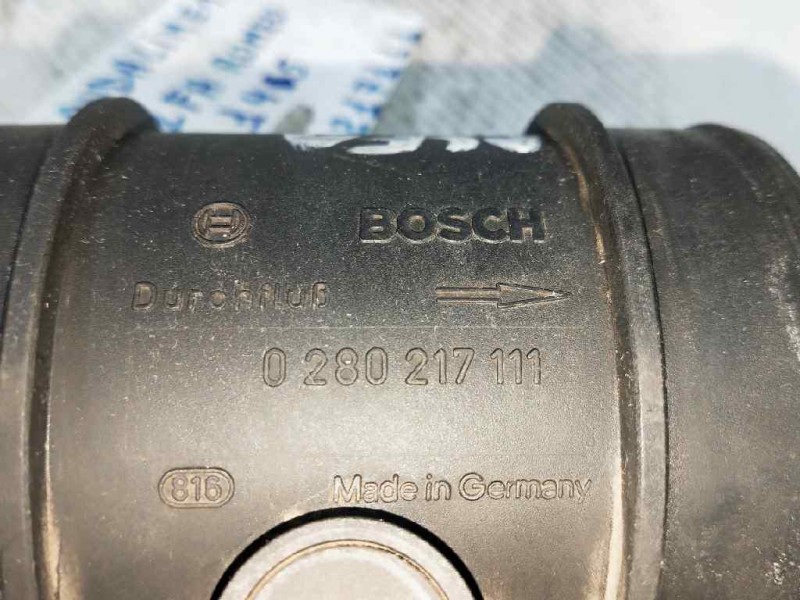 BOSCH
Durchfluß
0 280 217 111
816 Made in Germany